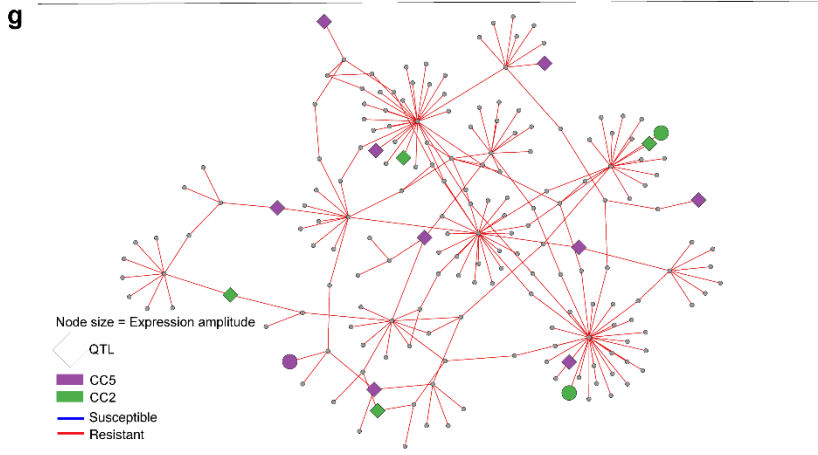 g
Node size = Expression amplitude
QTL
CC5
CC2
Susceptible
Resistant